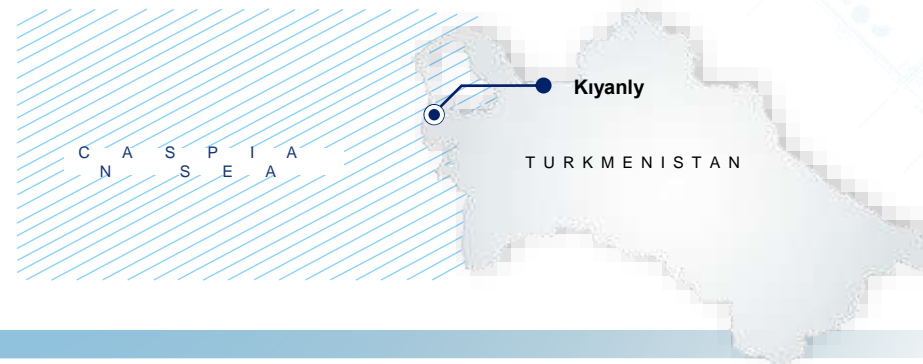 Kıyanly
C A S P I A
N S E A
T U R K M E N I S T A N